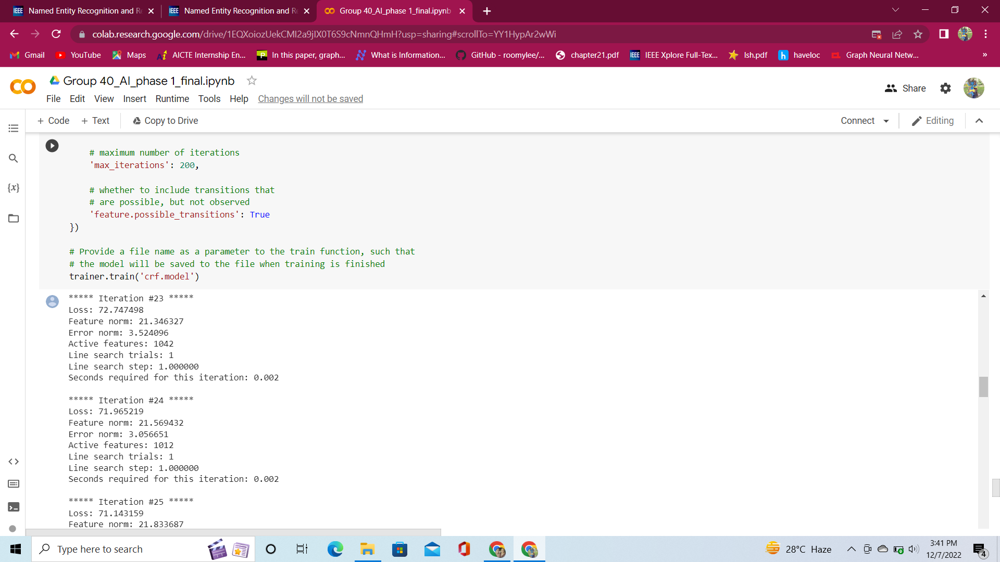 IEEE Named Entity Recognition and Re
IEEE Named Entity Recognition and Re
Group 40_AI_phase 1_final.ipynb
colab.research.google.com/drive/1EQXoiozUekCMI2a9jIX0T6S9cNmnQHmH?usp=sharing#scrollTo=YY1HypAr2wWi
Gmail YouTube Maps AICTE Internship En... In this paper, graph... What is Information... GitHub - roomylee/... chapter21.pdf IEEE IEEE Xplore Full-Tex... lsh.pdf h haveloc Graph Neural Netw... »
Group 40_AI_phase 1_final.ipynb
Share
File Edit View Insert Runtime Tools Help Changes will not be saved
+ Code + Text Copy to Drive Connect Editing
{x}
# maximum number of iterations
'max_iterations': 200,
# whether to include transitions that
# are possible, but not observed
'feature.possible_transitions': True
})
# Provide a file name as a parameter to the train function, such that
# the model will be saved to the file when training is finished
trainer.train('crf.model')
***** Iteration #23 *****
Loss: 72.747498
Feature norm: 21.346327
Error norm: 3.524096
Active features: 1042
Line search trials: 1
Line search step: 1.000000
Seconds required for this iteration: 0.002
***** Iteration #24 *****
Loss: 71.965219
Feature norm: 21.569432
Error norm: 3.056651
Active features: 1012
Line search trials: 1
Line search step: 1.000000
Seconds required for this iteration: 0.002
***** Iteration #25 *****
Loss: 71.143159
Feature norm: 21.833687
Type here to search
28°C Haze
3:41 PM
12/7/2022
4